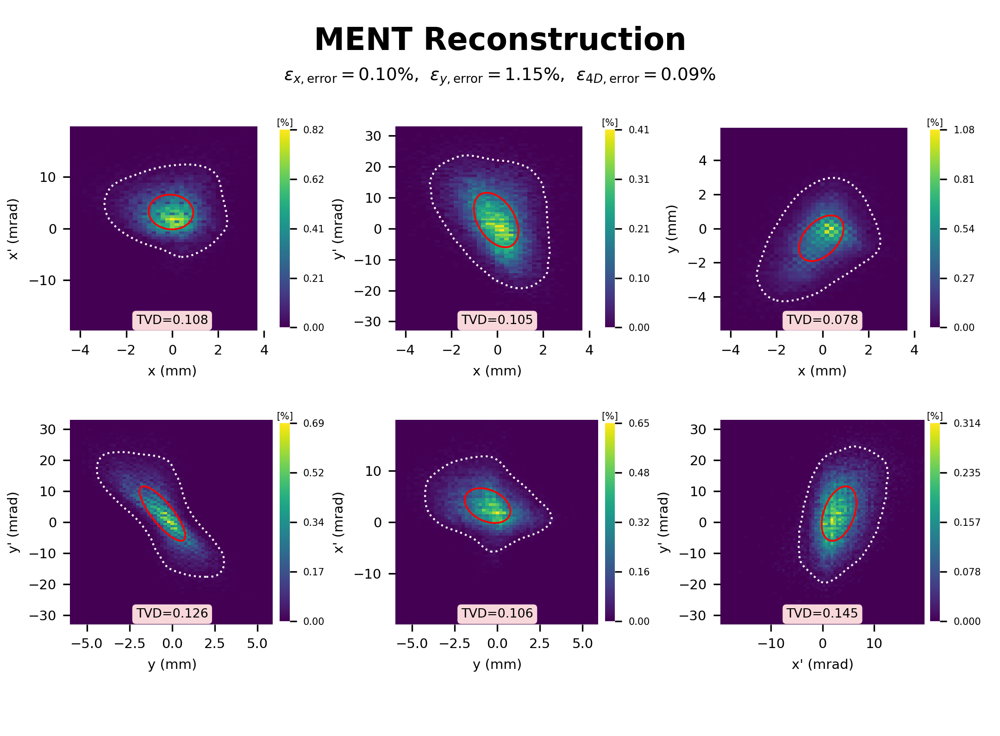 MENT Reconstruction
εx,error = 0.10%, εy,error = 1.15%, ε4D,error = 0.09%
[%]
0.82
0.62
0.41
0.21
0.00
10
0
−10
x' (mrad)
TVD=0.108
−4 −2 0 2 4
x (mm)
[%]
0.41
0.31
0.21
0.10
0.00
30
20
10
0
−10
−20
−30
y' (mrad)
TVD=0.105
−4 −2 0 2 4
x (mm)
[%]
1.08
0.81
0.54
0.27
0.00
4
2
0
−2
−4
y (mm)
TVD=0.078
−4 −2 0 2 4
x (mm)
[%]
0.69
0.52
0.34
0.17
0.00
30
20
10
0
−10
−20
−30
y' (mrad)
TVD=0.126
−5.0 −2.5 0.0 2.5 5.0
y (mm)
[%]
0.65
0.48
0.32
0.16
0.00
10
0
−10
x' (mrad)
TVD=0.106
−5.0 −2.5 0.0 2.5 5.0
y (mm)
[%]
0.314
0.235
0.157
0.078
0.000
30
20
10
0
−10
−20
−30
y' (mrad)
TVD=0.145
−10 0 10
x' (mrad)